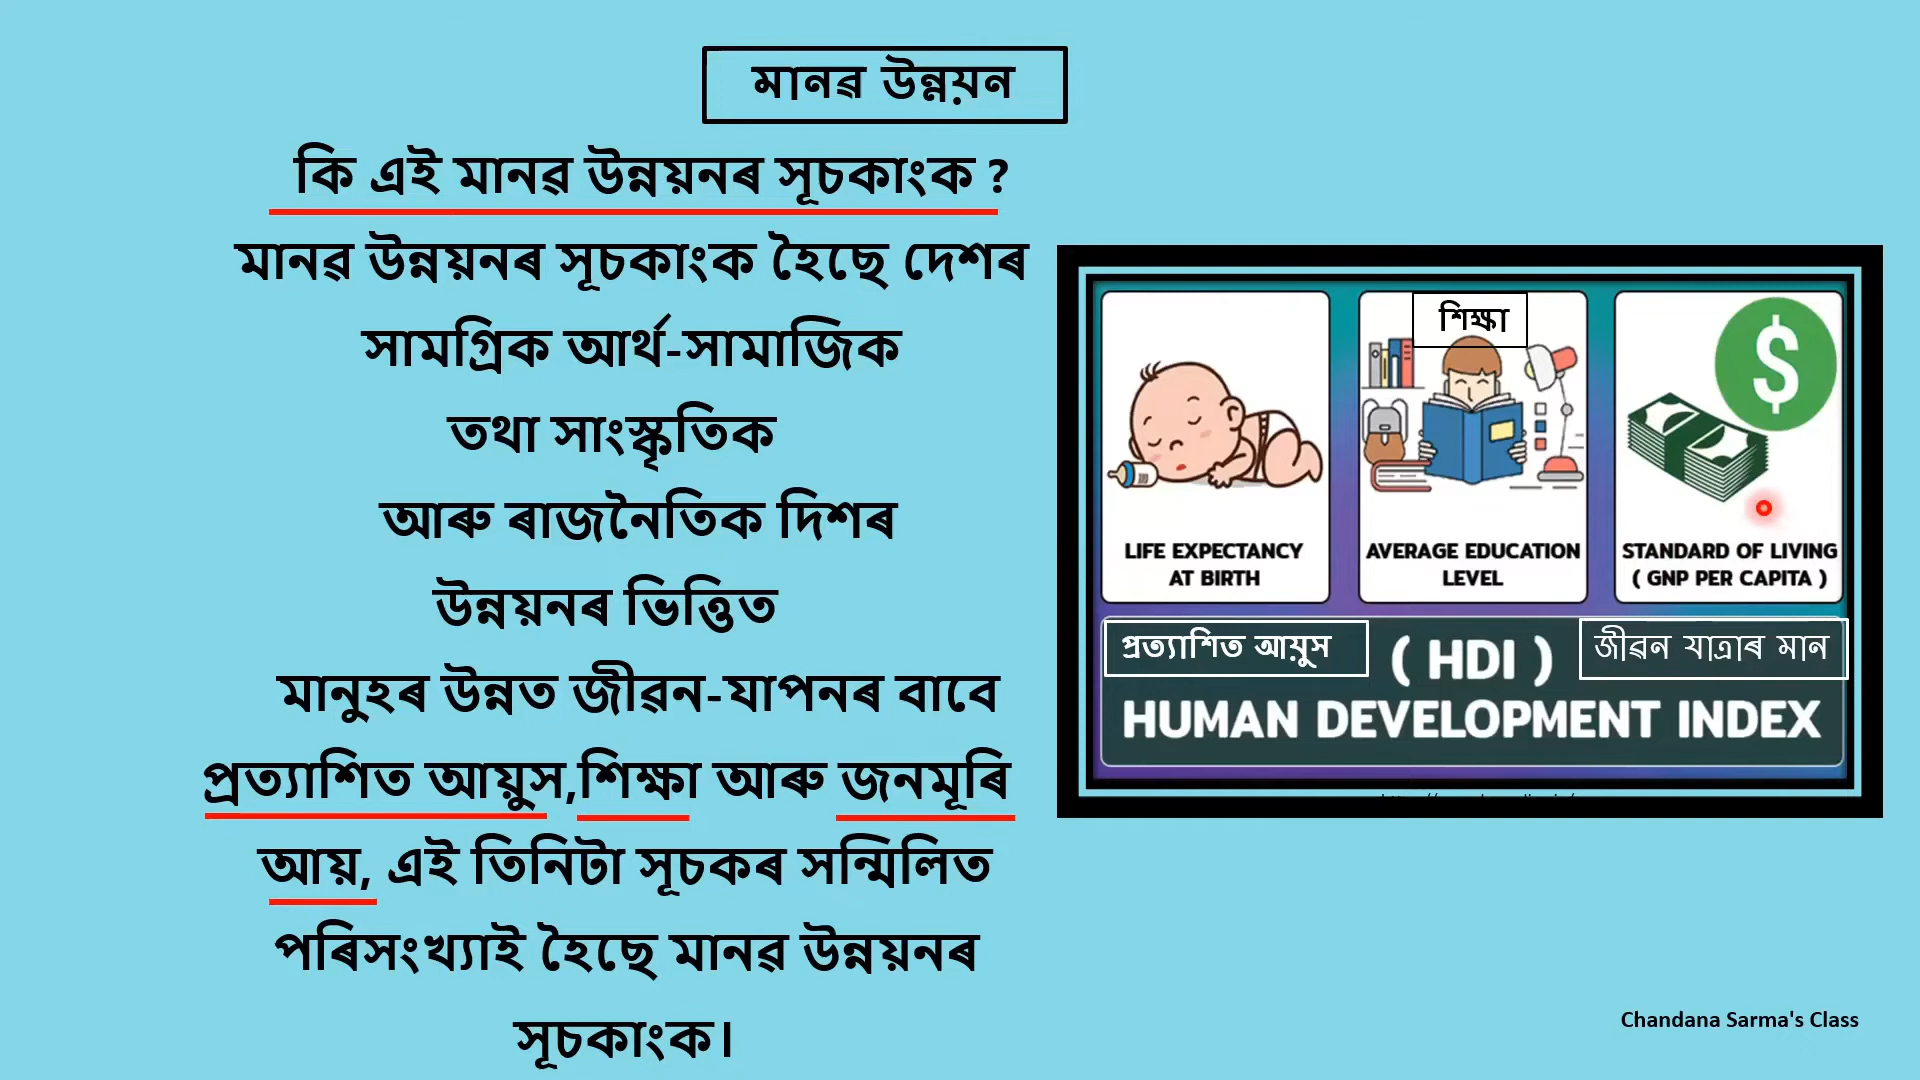 মানৱ উন্নয়ন
কি এই মানৱ উন্নয়নৰ সূচকাংক ?
মানৱ উন্নয়নৰ সূচকাংক হৈছে দেশৰ
সামগ্ৰিক আৰ্থ-সামাজিক
তথা সাংস্কৃতিক
আৰু ৰাজনৈতিক দিশৰ
উন্নয়নৰ ভিত্তিত
মানুহৰ উন্নত জীৱন-যাপনৰ বাবে
প্ৰত্যাশিত আয়ুস,শিক্ষা আৰু জনমূৰি
আয়, এই তিনিটা সূচকৰ সন্মিলিত
পৰিসংখ্যাই হৈছে মানৱ উন্নয়নৰ
সূচকাংক।
শিক্ষা
LIFE EXPECTANCY
AT BIRTH
AVERAGE EDUCATION
LEVEL
STANDARD OF LIVING
( GNP PER CAPITA )
প্ৰত্যাশিত আয়ুস
( HDI )
জীৱন যাত্ৰাৰ মান
HUMAN DEVELOPMENT INDEX
Chandana Sarma's Class